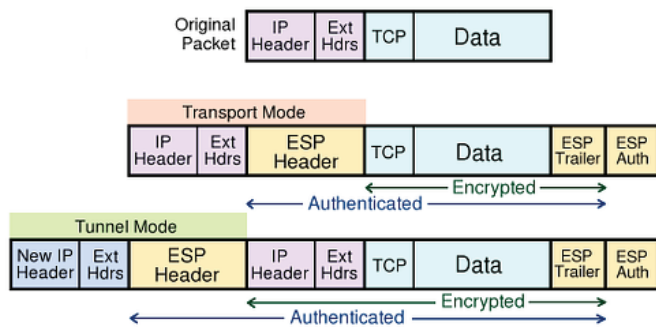 Original
Packet
IP
Header
Ext
Hdrs
TCP
Data
Transport Mode
IP
Header
Ext
Hdrs
ESP
Header
TCP
Data
ESP
Trailer
ESP
Auth
Encrypted
Authenticated
Tunnel Mode
New IP
Header
Ext
Hdrs
ESP
Header
IP
Header
Ext
Hdrs
TCP
Data
ESP
Trailer
ESP
Auth
Encrypted
Authenticated